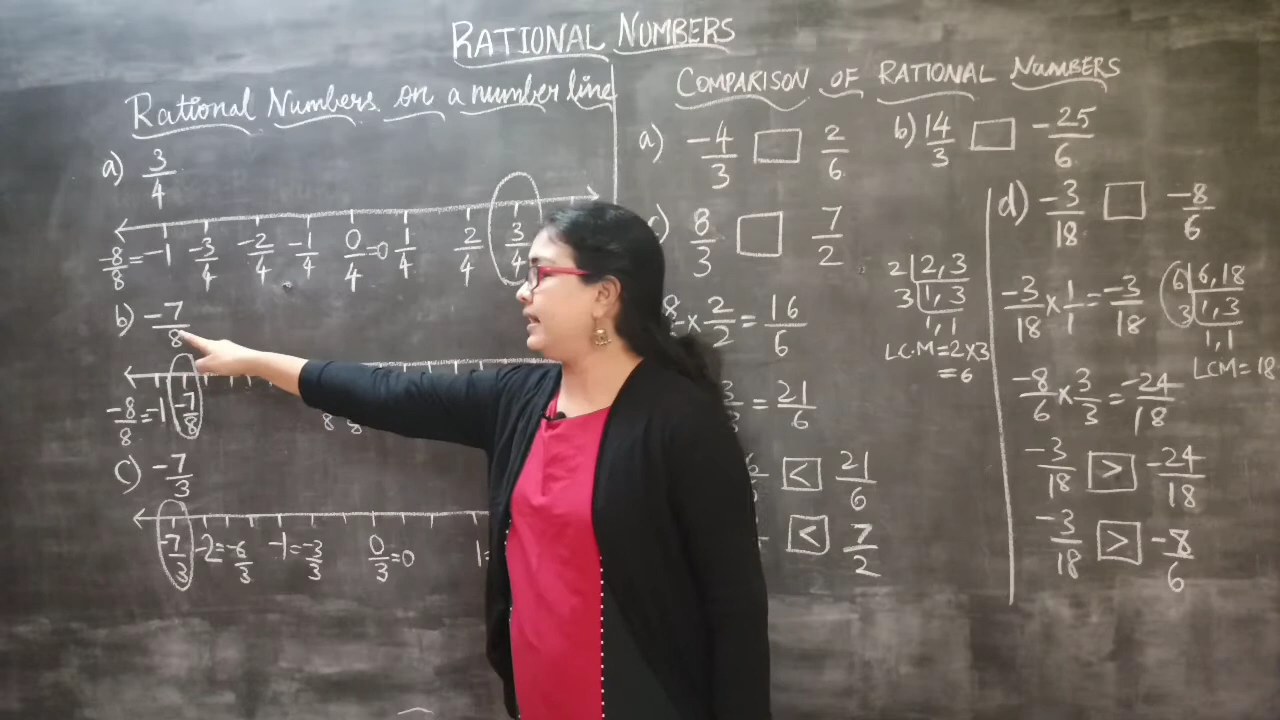 RATIONAL NUMBERS
Rational Numbers on a number line
a) 3/4
-8/8 = -1 -3/4 -2/4 -1/4 0/4 = 0 1/4 2/4 3/4
b) -7/8
-8/8 = -1 -7/8
c) -7/3
-7/3 -2 = -6/3 -1 = -3/3 0/3 = 0 1=
COMPARISON OF RATIONAL NUMBERS
a) -4/3 □ 2/6
b) 14/3 □ -25/6
8/3 □ 7/2
2 | 2, 3
3 | 1, 3
1, 1
L.C.M = 2×3
= 6
× 2/2 = 16/6
= 21/6
< 21/6
< 7/2
d) -3/18 □ -8/6
-3/18 × 1/1 = -3/18
6 | 6, 18
3 | 1, 3
1, 1
LCM = 18
-8/6 × 3/3 = -24/18
-3/18 > -24/18
-3/18 > -8/6